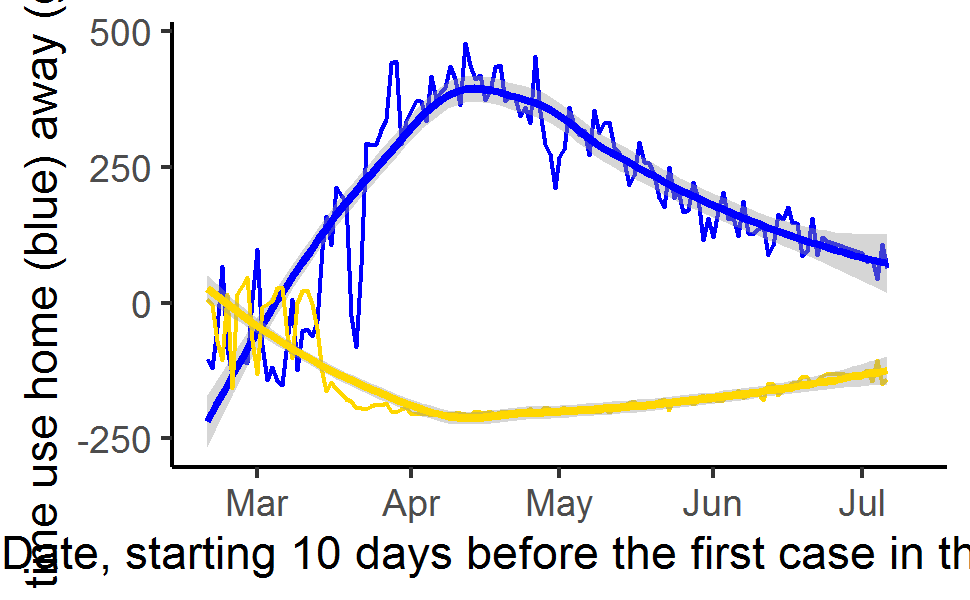 time use home (blue) away (
500
250
0
-250
Mar Apr May Jun Jul
Date, starting 10 days before the first case in th